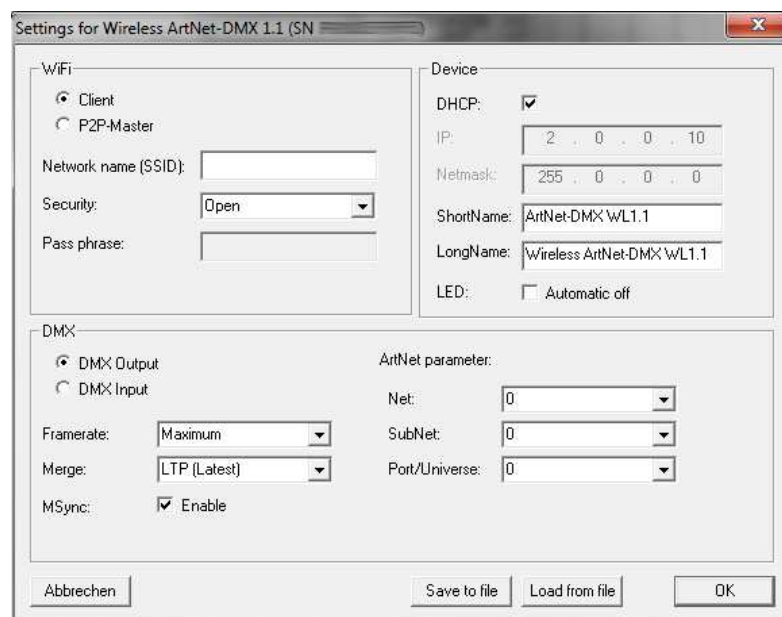 Settings for Wireless ArtNet-DMX 1.1 (SN
WiFi
Client
P2P-Master
Network name (SSID):
Security: Open
Pass phrase:
Device
DHCP:
IP: 2 . 0 . 0 . 10
Netmask: 255 . 0 . 0 . 0
ShortName: ArtNet-DMX WL1.1
LongName: Wireless ArtNet-DMX WL1.1
LED: Automatic off
DMX
DMX Output
DMX Input
Framerate: Maximum
Merge: LTP (Latest)
MSync: Enable
ArtNet parameter:
Net: 0
SubNet: 0
Port/Universe: 0
Abbrechen
Save to file
Load from file
OK